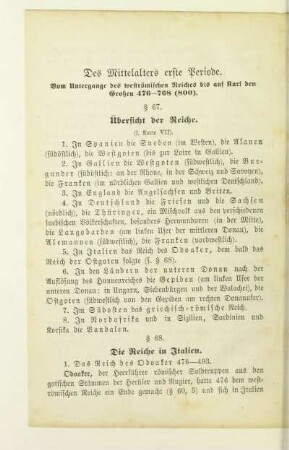 Des Mittelalters erste Periode.
Vom Untergange des weströmischen Reiches bis auf Karl den
Großen 476–768 (800).
§ 67.
Übersicht der Reiche.
(s. Karte VII).
1. In Spanien die Sueben (im Westen), die Alanen
(südöstlich), die Westgoten (bis zur Loire in Gallien).
2. In Gallien die Westgoten (südwestlich), die Bur-
gunder (südöstlich: an der Rhone, in der Schweiz und Savoyen),
die Franken (im nördlichen Gallien und westlichen Deutschland).
3. In England die Angelsachsen und Briten.
4. In Deutschland die Friesen und die Sachsen
(nördlich), die Thüringer, ein Mischvolk aus den verschiedenen
suebischen Völkerschaften, besonders Hermunduren (in der Mitte),
die Langobarden (am linken Ufer der mittleren Donau), die
Alemannen (südwestlich), die Franken (nordwestlich).
5. In Italien das Reich des Odoaker, dem bald das
Reich der Ostgoten folgte (s. § 68).
6. In den Ländern der unteren Donau nach
Auflösung des Hunnenreiches die Gepiden (am linken Ufer der
unteren Donau: in Ungarn, Siebenbürgen und der Walachei), die
Ostgoten (südwestlich von den Gepiden am rechten Donauufer).
7. Im Südosten das griechisch-römische Reich.
8. In Nordafrika und in Sizilien, Sardinien und
Korsika die Vandalen.
§ 68.
Die Reiche in Italien.
1. Das Reich des Odoaker 476–493.
Odoaker, der Heerführer römischer Soldtruppen aus den
gotischen Stämmen der Heruler und Rugier, hatte 476 dem west-
römischen Reiche ein Ende gemacht (§ 60, 5) und sich in Italien